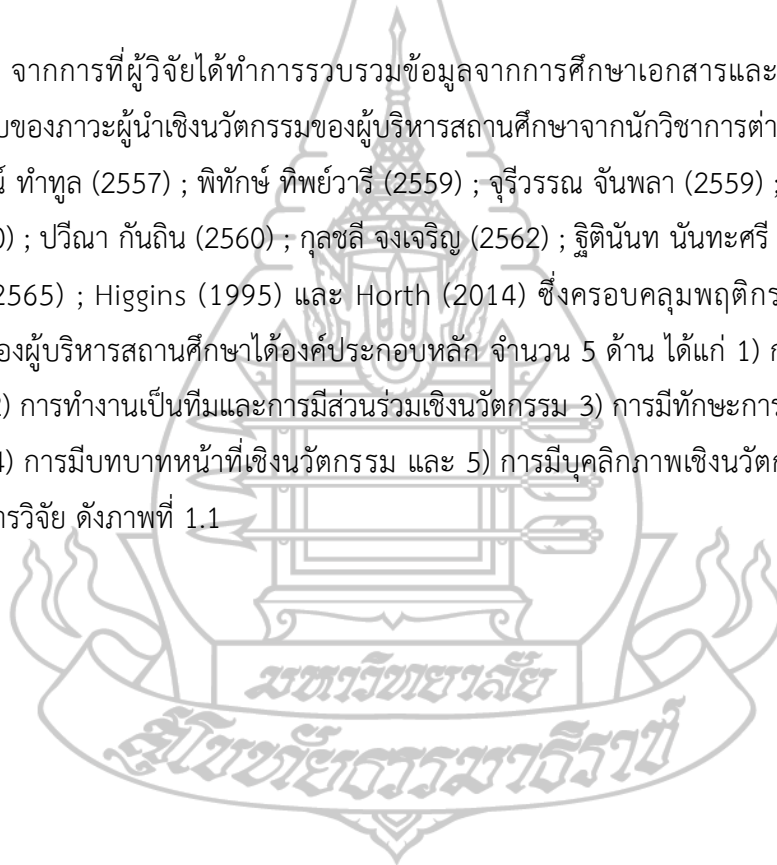 จากการที่ผู้วิจัยได้ทำการรวบรวมข้อมูลจากการศึกษาเอกสารและ
ของภาวะผู้นำเชิงนวัตกรรมของผู้บริหารสถานศึกษาจากนักวิชาการต่า
ทำทูล (2557) ; พิทักษ์ ทิพย์วารี (2559) ; จุรีวรรณ จันพลา (2559) ;
) ; ปวีณา กันถิน (2560) ; กุลชลี จงเจริญ (2562) ; ฐิตินันท นันทะศรี
2565) ; Higgins (1995) และ Horth (2014) ซึ่งครอบคลุมพฤติกร
องผู้บริหารสถานศึกษาได้องค์ประกอบหลัก จำนวน 5 ด้าน ได้แก่ 1)
2) การทำงานเป็นทีมและการมีส่วนร่วมเชิงนวัตกรรม 3) การมีทักษะการ
4) การมีบทบาทหน้าที่เชิงนวัตกรรม และ 5) การมีบุคลิกภาพเชิงนวัต
ารวิจัย ดังภาพที่ 1.1
มหาวิทยาลัย
สุโขทัยธรรมาธิราช